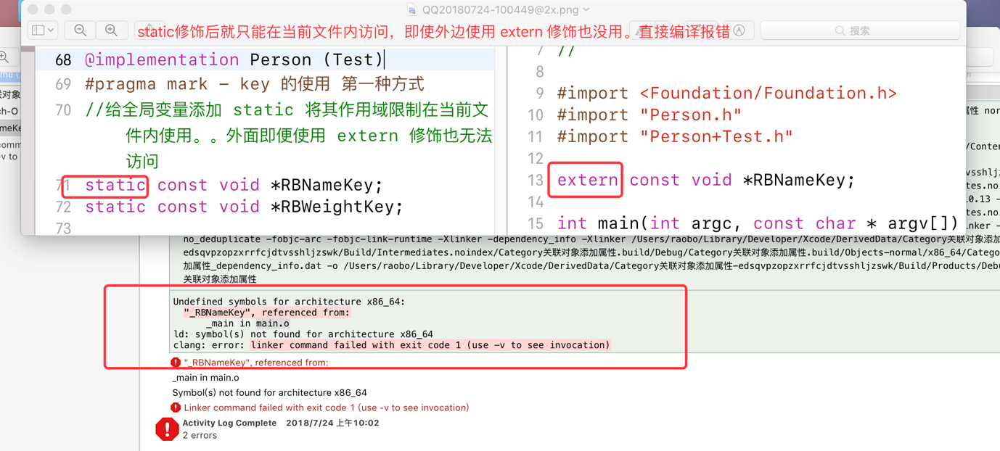 QQ20180724-100449@2x.png
搜索
static修饰后就只能在当前文件内访问，即使外边使用 extern 修饰也没用。直接编译报错
68 @implementation Person (Test)
69 #pragma mark - key 的使用 第一种方式
70 //给全局变量添加 static 将其作用域限制在当前文
件内使用。。外面即便使用 extern 修饰也无法
访问
71 static const void *RBNameKey;
72 static const void *RBWeightKey;
73
7 //
8
9 #import <Foundation/Foundation.h>
10 #import "Person.h"
11 #import "Person+Test.h"
12
13 extern const void *RBNameKey;
14
15 int main(int argc, const char * argv[])
no_deduplicate -fobjc-arc -fobjc-link-runtime -Xlinker -dependency_info -Xlinker /Users/raobo/Library/Developer/Xcode/DerivedData/Category关联对象添加
edsqvpzopzxrrfcjdtvsshljzswk/Build/Intermediates.noindex/Category关联对象添加属性.build/Debug/Category关联对象添加属性.build/Objects-normal/x86_64/Catego
加属性_dependency_info.dat -o /Users/raobo/Library/Developer/Xcode/DerivedData/Category关联对象添加属性-edsqvpzopzxrrfcjdtvsshljzswk/Build/Products/Deb
关联对象添加属性
Undefined symbols for architecture x86_64:
"_RBNameKey", referenced from:
_main in main.o
ld: symbol(s) not found for architecture x86_64
clang: error: linker command failed with exit code 1 (use -v to see invocation)
"_RBNameKey", referenced from:
_main in main.o
Symbol(s) not found for architecture x86_64
Linker command failed with exit code 1 (use -v to see invocation)
Activity Log Complete 2018/7/24 上午10:02
2 errors